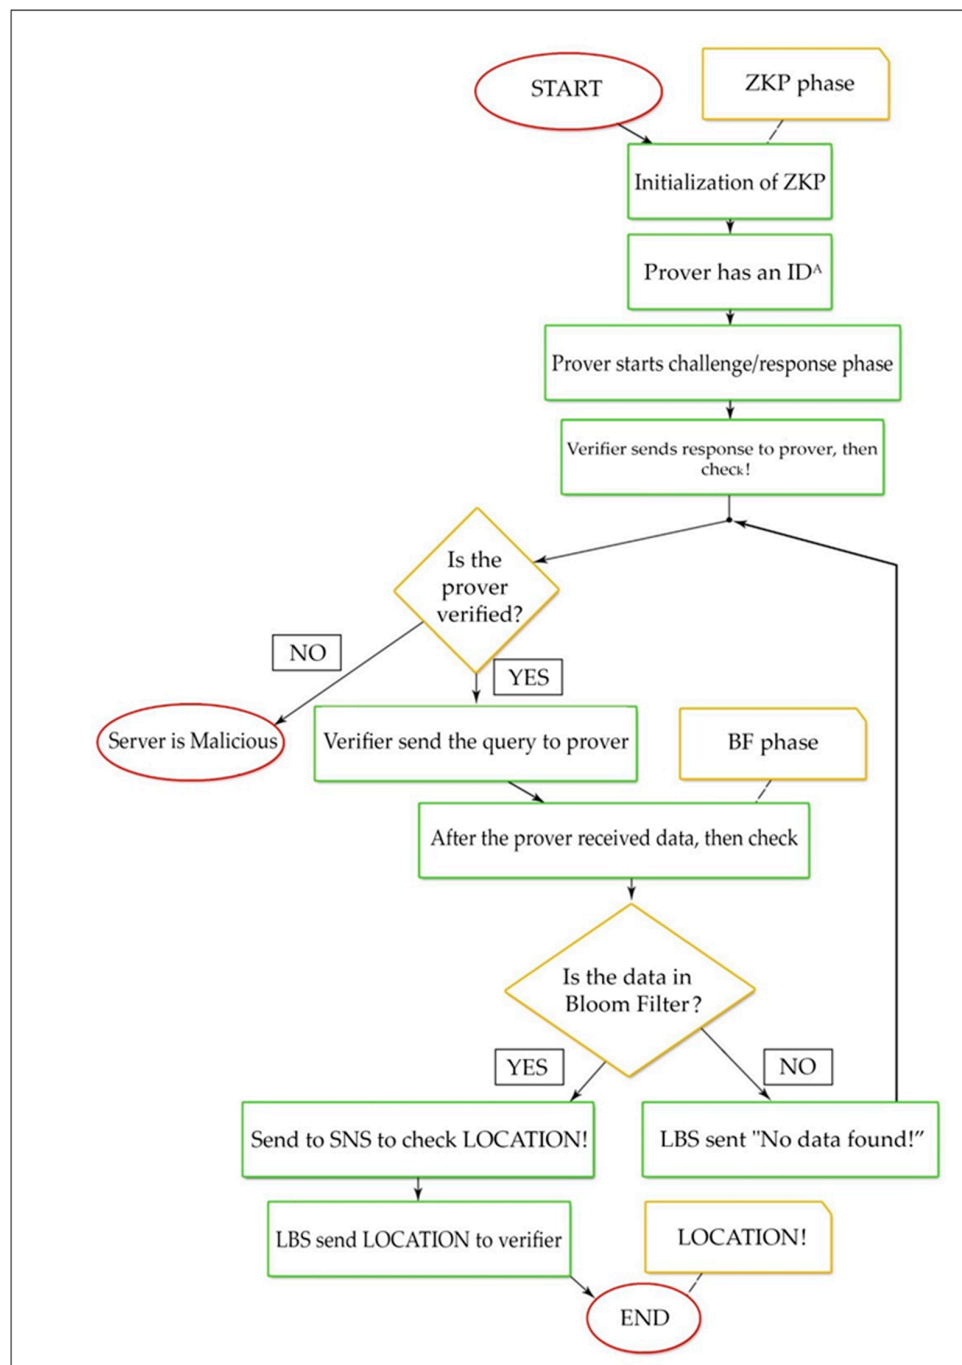 START
ZKP phase
Initialization of ZKP
Prover has an IDᴬ
Prover starts challenge/response phase
Verifier sends response to prover, then
check!
Is the
prover
verified?
NO
YES
Server is Malicious
Verifier send the query to prover
BF phase
After the prover received data, then check
Is the data in
Bloom Filter?
YES
NO
Send to SNS to check LOCATION!
LBS sent "No data found!”
LBS send LOCATION to verifier
LOCATION!
END